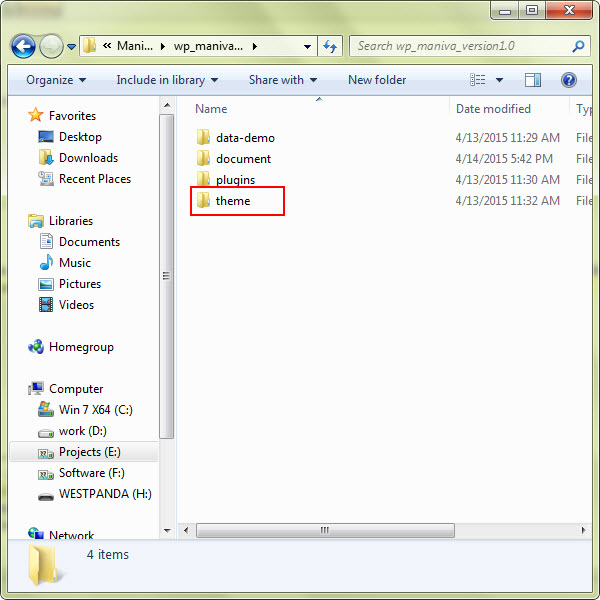 « Mani... wp_maniva... Search wp_maniva_version1.0
Organize Include in library Share with New folder
Favorites
Desktop
Downloads
Recent Places
Libraries
Documents
Music
Pictures
Videos
Homegroup
Computer
Win 7 X64 (C:)
work (D:)
Projects (E:)
Software (F:)
WESTPANDA (H:)
Network
Name Date modified Typ
data-demo 4/13/2015 11:29 AM File
document 4/14/2015 5:42 PM File
plugins 4/13/2015 11:30 AM File
theme 4/13/2015 11:32 AM File
4 items